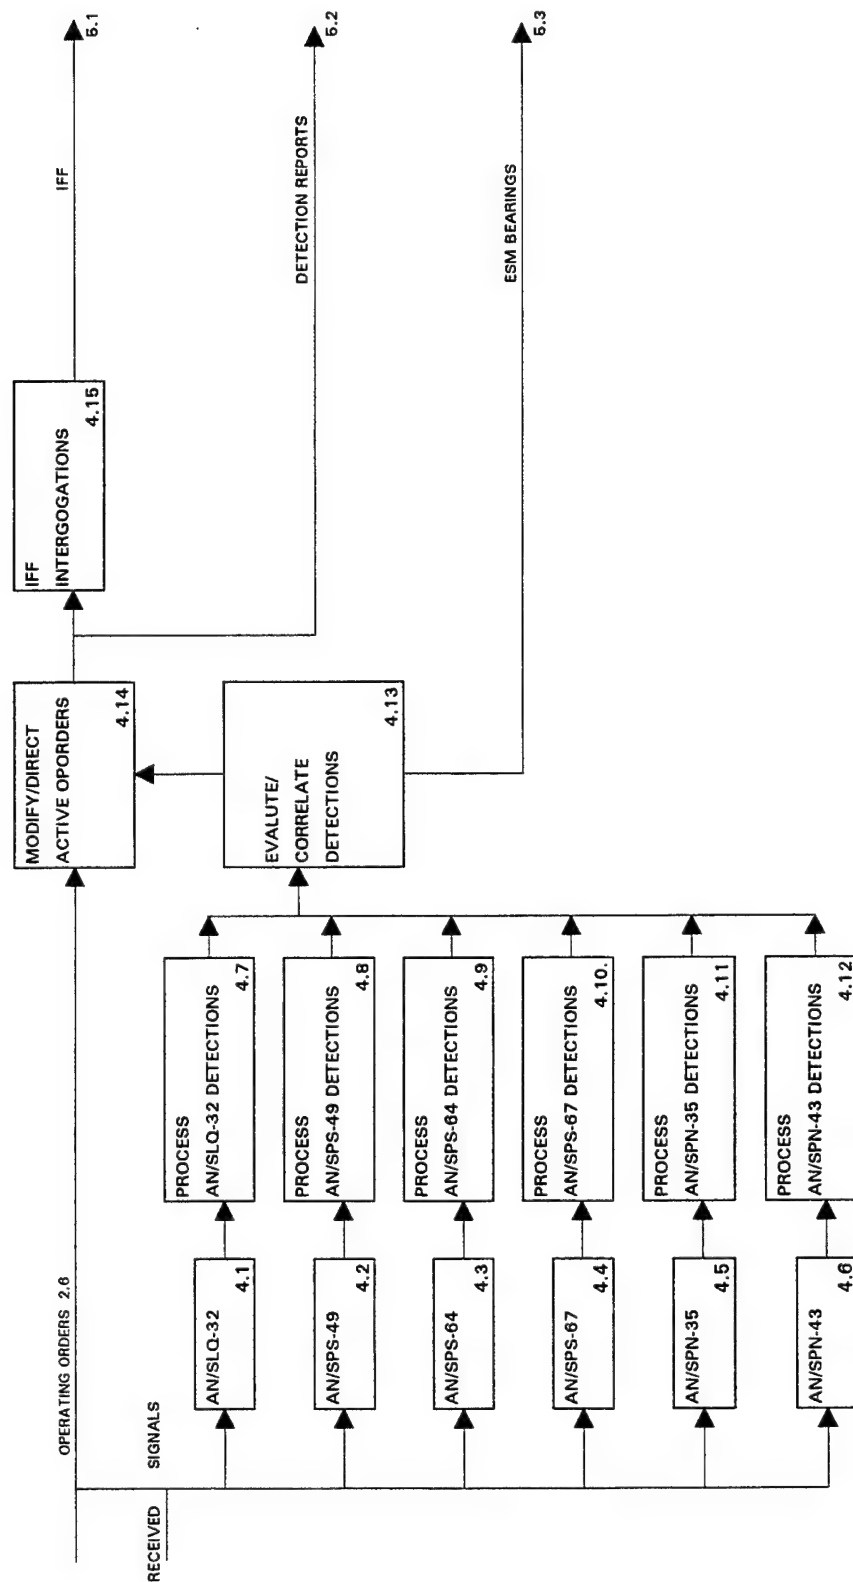 OPERATING ORDERS 2.6
RECEIVED
SIGNALS
AN/SLQ-32
4.1
AN/SPS-49
4.2
AN/SPS-64
4.3
AN/SPS-67
4.4
AN/SPN-35
4.5
AN/SPN-43
4.6
PROCESS
AN/SLQ-32 DETECTIONS
4.7
PROCESS
AN/SPS-49 DETECTIONS
4.8
PROCESS
AN/SPS-64 DETECTIONS
4.9
PROCESS
AN/SPS-67 DETECTIONS
4.10.
PROCESS
AN/SPN-35 DETECTIONS
4.11
PROCESS
AN/SPN-43 DETECTIONS
4.12
MODIFY/DIRECT
ACTIVE OPORDERS
4.14
EVALUTE/
CORRELATE
DETECTIONS
4.13
IFF
INTERGOGATIONS
4.15
IFF
5.1
DETECTION REPORTS
5.2
ESM BEARINGS
5.3